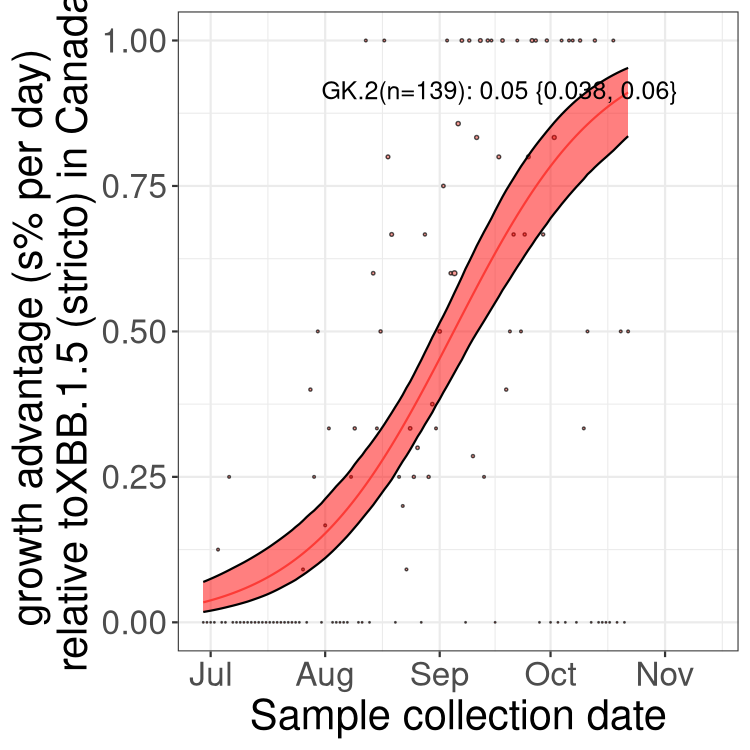 growth advantage (s% per day)
relative toXBB.1.5 (stricto) in Canada
1.00
0.75
0.50
0.25
0.00
GK.2(n=139): 0.05 {0.038, 0.06}
Jul Aug Sep Oct Nov
Sample collection date